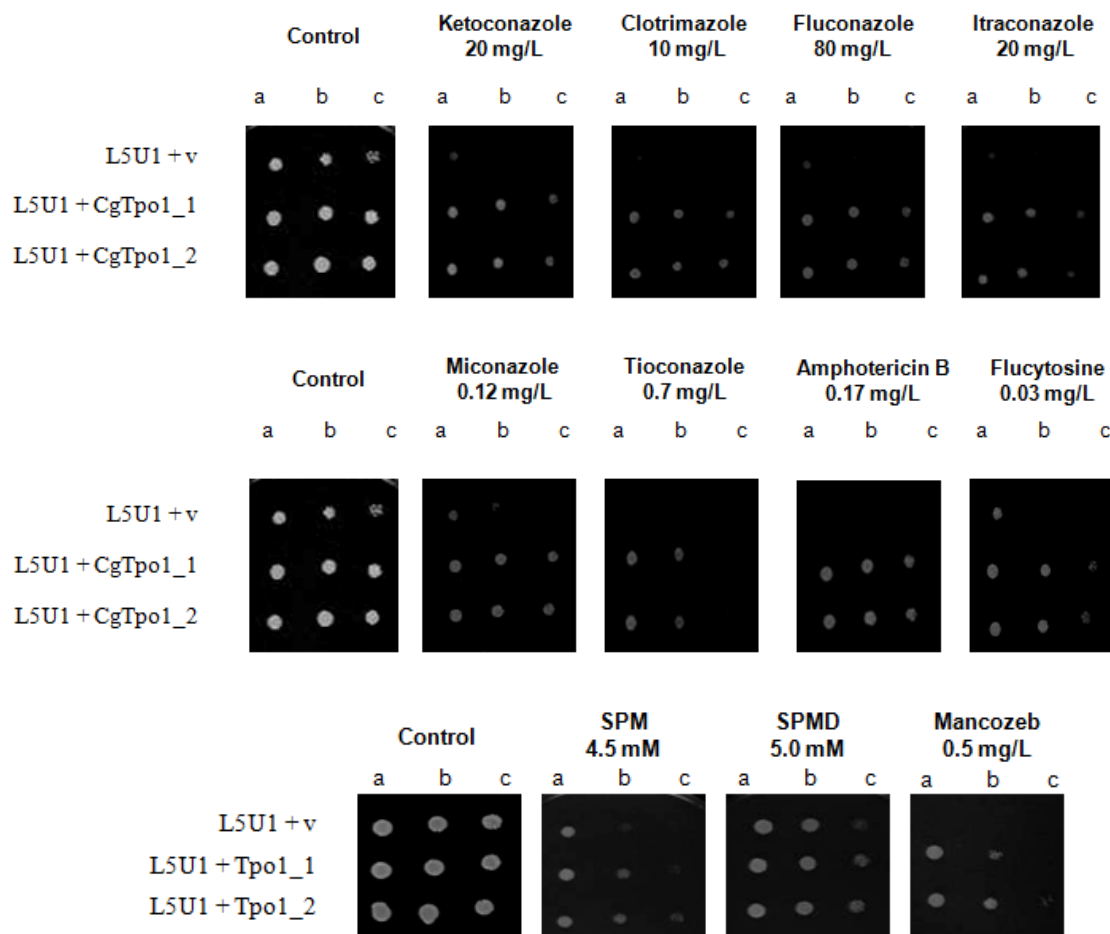 Control Ketoconazole Clotrimazole Fluconazole Itraconazole
20 mg/L 10 mg/L 80 mg/L 20 mg/L
a b c a b c a b c a b c a b c
L5U1 + v
L5U1 + CgTpo1_1
L5U1 + CgTpo1_2
Control Miconazole Tioconazole Amphotericin B Flucytosine
0.12 mg/L 0.7 mg/L 0.17 mg/L 0.03 mg/L
a b c a b c a b c a b c a b c
L5U1 + v
L5U1 + CgTpo1_1
L5U1 + CgTpo1_2
Control SPM SPMD Mancozeb
4.5 mM 5.0 mM 0.5 mg/L
a b c a b c a b c a b c
L5U1 + v
L5U1 + Tpo1_1
L5U1 + Tpo1_2